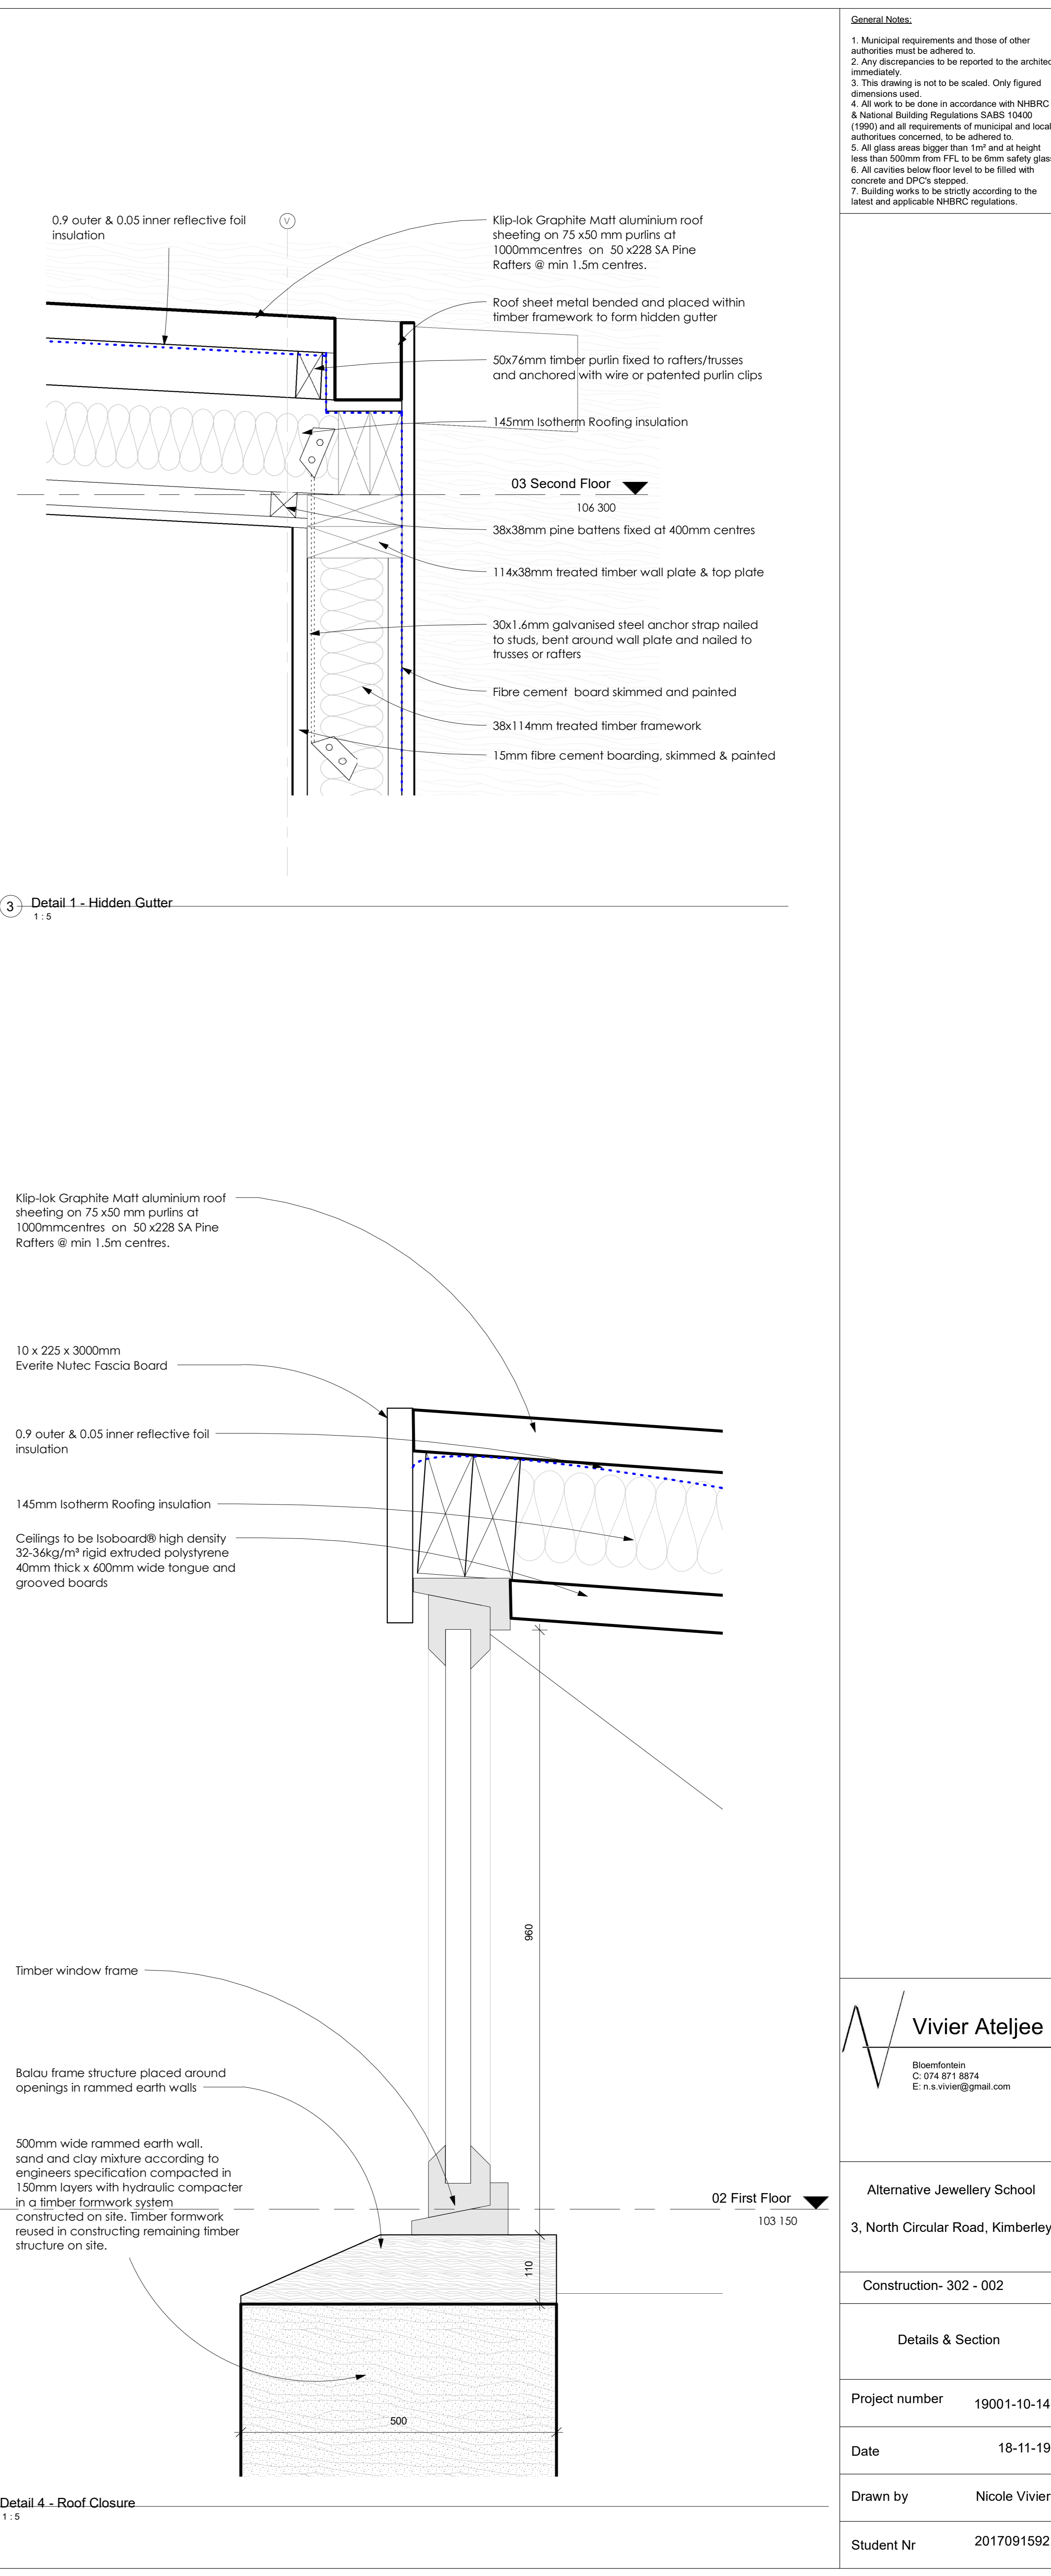 General Notes:
1. Municipal requirements and those of other
authorities must be adhered to.
2. Any discrepancies to be reported to the architec
immediately.
3. This drawing is not to be scaled. Only figured
dimensions used.
4. All work to be done in accordance with NHBRC
& National Building Regulations SABS 10400
(1990) and all requirements of municipal and local
authoritues concerned, to be adhered to.
5. All glass areas bigger than 1m² and at height
less than 500mm from FFL to be 6mm safety glass
6. All cavities below floor level to be filled with
concrete and DPC's stepped.
7. Building works to be strictly according to the
latest and applicable NHBRC regulations.
0.9 outer & 0.05 inner reflective foil
insulation
V
Klip-lok Graphite Matt aluminium roof
sheeting on 75 x50 mm purlins at
1000mmcentres on 50 x228 SA Pine
Rafters @ min 1.5m centres.
Roof sheet metal bended and placed within
timber framework to form hidden gutter
50x76mm timber purlin fixed to rafters/trusses
and anchored with wire or patented purlin clips
145mm Isotherm Roofing insulation
03 Second Floor
106 300
38x38mm pine battens fixed at 400mm centres
114x38mm treated timber wall plate & top plate
30x1.6mm galvanised steel anchor strap nailed
to studs, bent around wall plate and nailed to
trusses or rafters
Fibre cement board skimmed and painted
38x114mm treated timber framework
15mm fibre cement boarding, skimmed & painted
3
Detail 1 - Hidden Gutter
1 : 5
Klip-lok Graphite Matt aluminium roof
sheeting on 75 x50 mm purlins at
1000mmcentres on 50 x228 SA Pine
Rafters @ min 1.5m centres.
10 x 225 x 3000mm
Everite Nutec Fascia Board
0.9 outer & 0.05 inner reflective foil
insulation
145mm Isotherm Roofing insulation
Ceilings to be Isoboard® high density
32-36kg/m³ rigid extruded polystyrene
40mm thick x 600mm wide tongue and
grooved boards
960
Timber window frame
Balau frame structure placed around
openings in rammed earth walls
500mm wide rammed earth wall.
sand and clay mixture according to
engineers specification compacted in
150mm layers with hydraulic compacter
in a timber formwork system
constructed on site. Timber formwork
reused in constructing remaining timber
structure on site.
02 First Floor
103 150
110
500
Detail 4 - Roof Closure
1 : 5
Vivier Ateljee
Bloemfontein
C: 074 871 8874
E: n.s.vivier@gmail.com
Alternative Jewellery School
3, North Circular Road, Kimberley
Construction- 302 - 002
Details & Section
Project number 19001-10-14
Date 18-11-19
Drawn by Nicole Vivier
Student Nr 2017091592